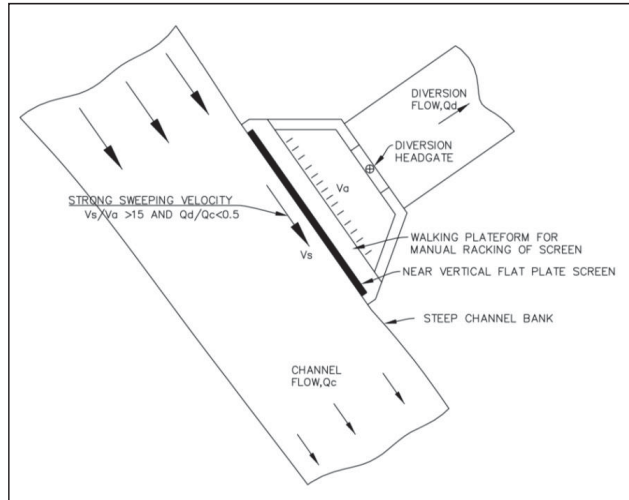 DIVERSION
FLOW,Qd
DIVERSION
HEADGATE
Va
STRONG SWEEPING VELOCITY
Vs/Va >15 AND Qd/Qc<0.5
Vs
WALKING PLATEFORM FOR
MANUAL RACKING OF SCREEN
NEAR VERTICAL FLAT PLATE SCREEN
STEEP CHANNEL BANK
CHANNEL
FLOW,Qc